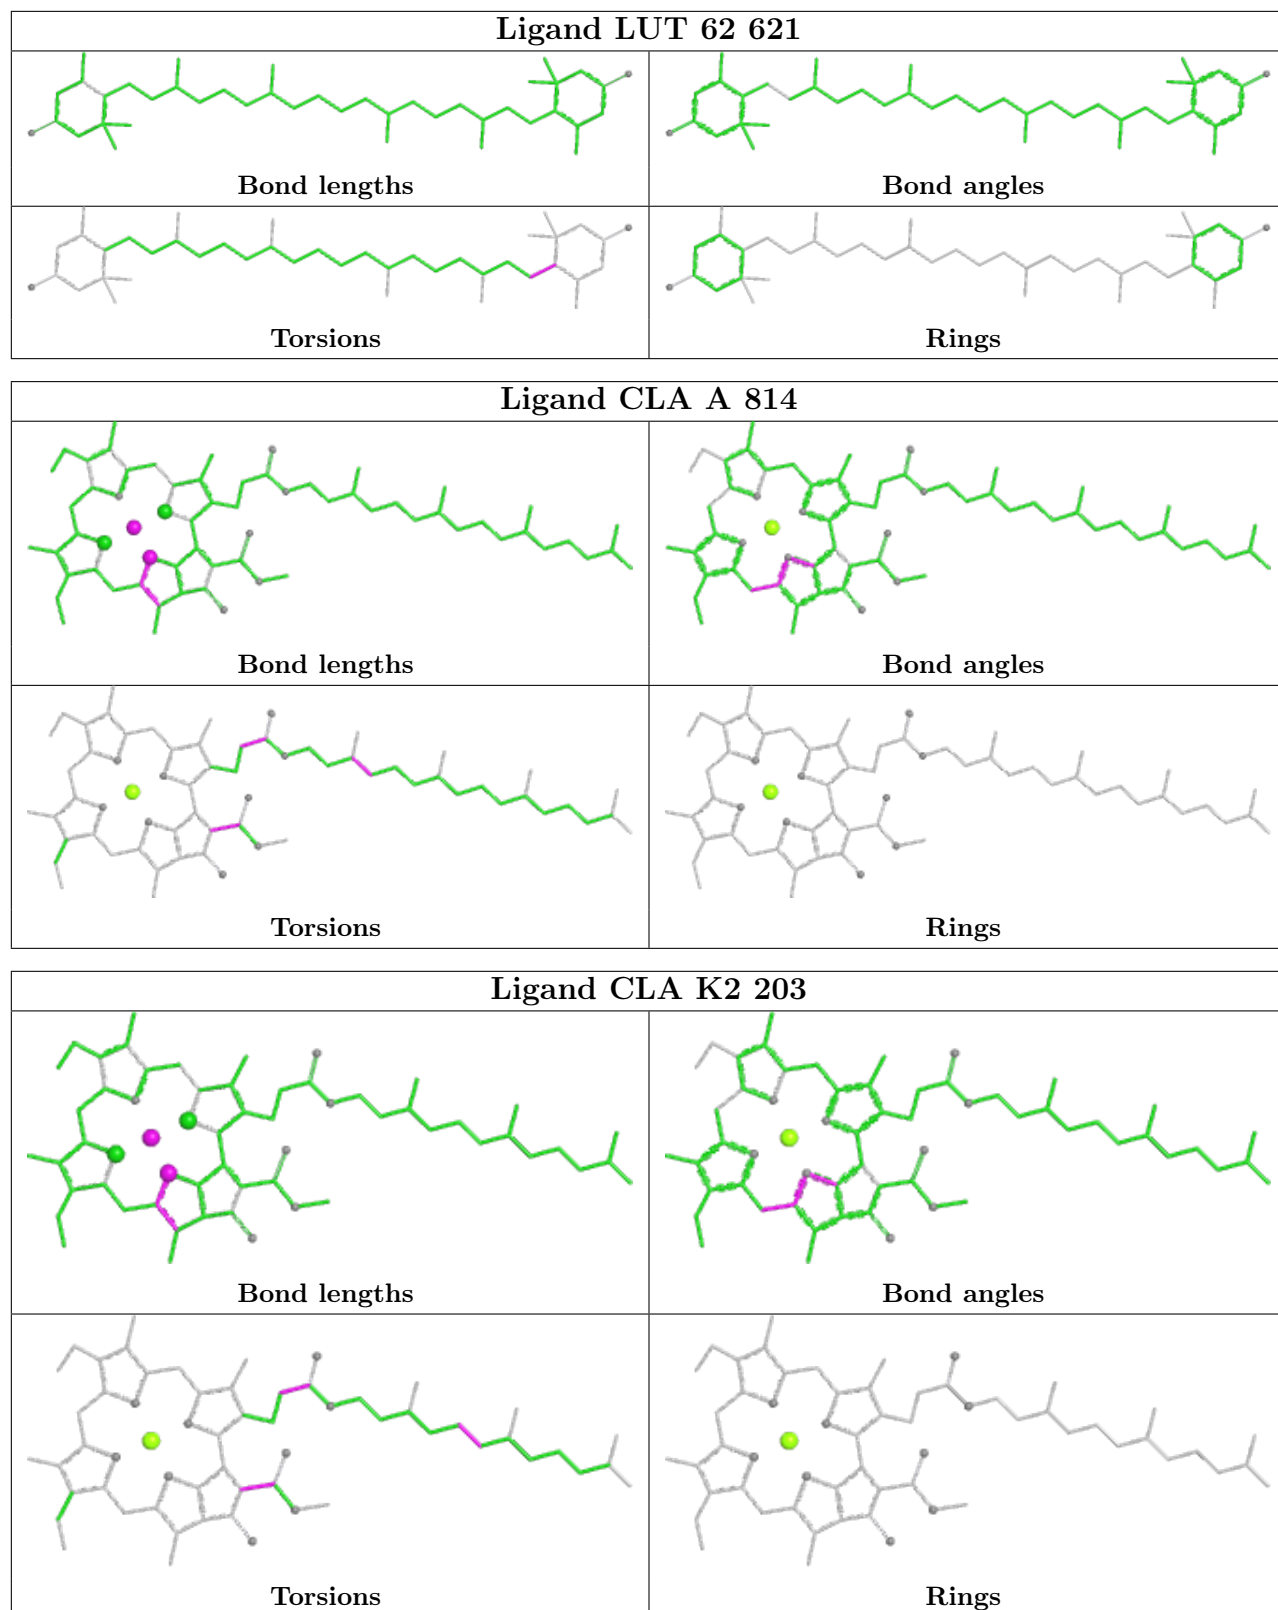 Ligand LUT 62 621
Bond lengths
Bond angles
Torsions
Rings
Ligand CLA A 814
Bond lengths
Bond angles
Torsions
Rings
Ligand CLA K2 203
Bond lengths
Bond angles
Torsions
Rings